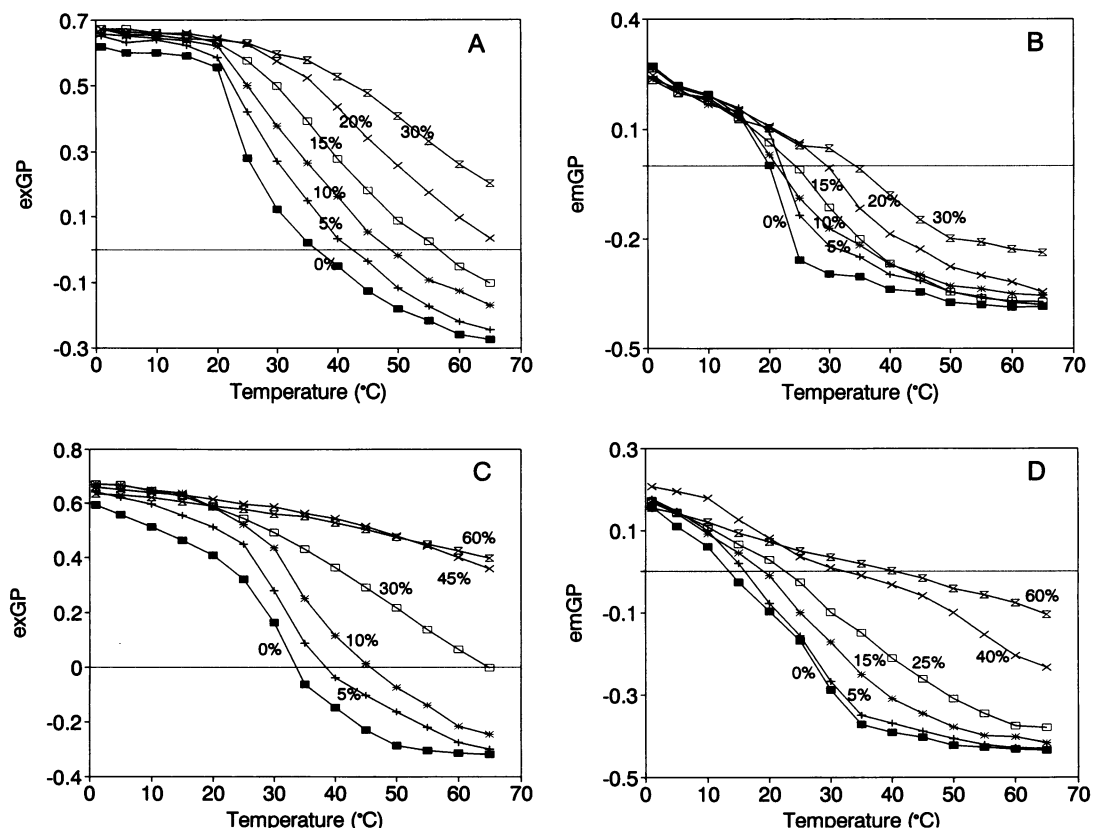 A
0.7
0.5
0.3
0.1
-0.1
-0.3
exGP
20%
30%
15%
10%
5%
0%
0 10 20 30 40 50 60 70
Temperature (°C)
B
0.4
0.1
-0.2
-0.5
emGP
15%
20%
30%
0%
10%
5%
0 10 20 30 40 50 60 70
Temperature (°C)
C
0.8
0.6
0.4
0.2
0
-0.2
-0.4
exGP
60%
45%
30%
10%
0%
5%
0 10 20 30 40 50 60 70
Temperature (°C)
D
0.3
0.1
-0.1
-0.3
-0.5
emGP
60%
40%
25%
15%
0%
5%
0 10 20 30 40 50 60 70
Temperature (°C)